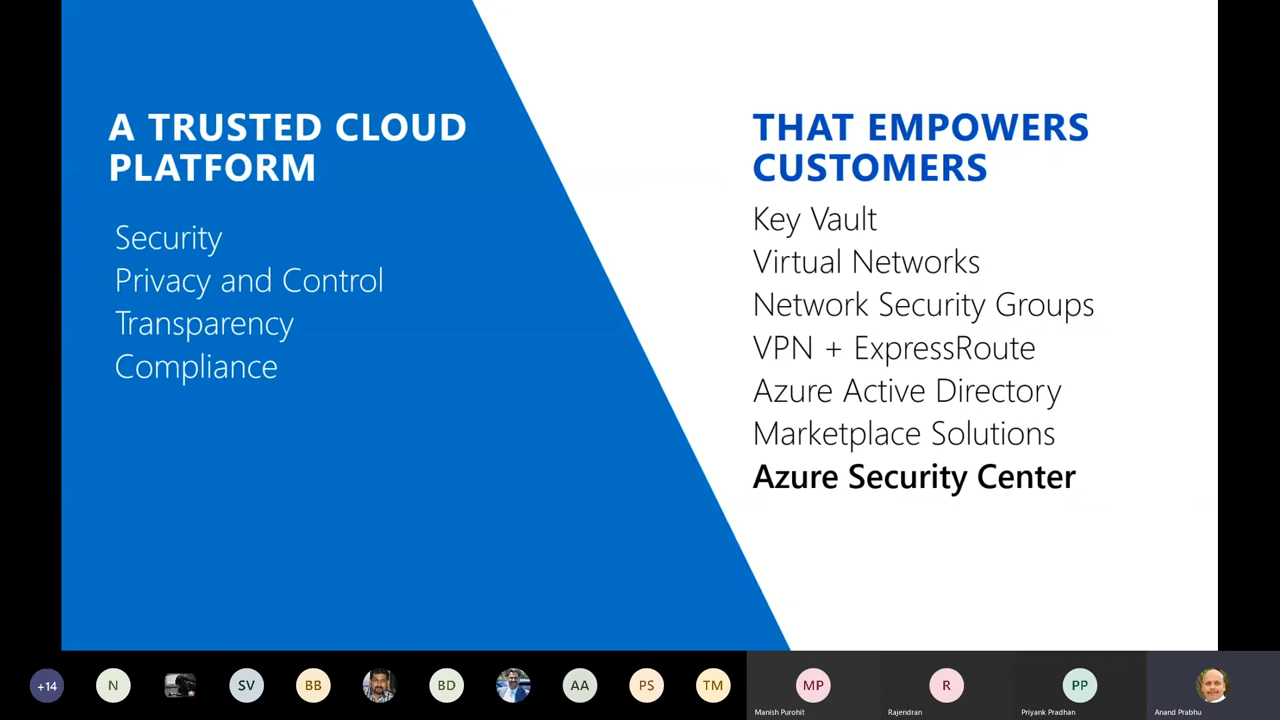 A TRUSTED CLOUD
PLATFORM
Security
Privacy and Control
Transparency
Compliance
THAT EMPOWERS
CUSTOMERS
Key Vault
Virtual Networks
Network Security Groups
VPN + ExpressRoute
Azure Active Directory
Marketplace Solutions
Azure Security Center
+14
N
SV
BB
BD
AA
PS
TM
MP
Manish Purohit
R
Rajendran
PP
Priyank Pradhan
Anand Prabhu